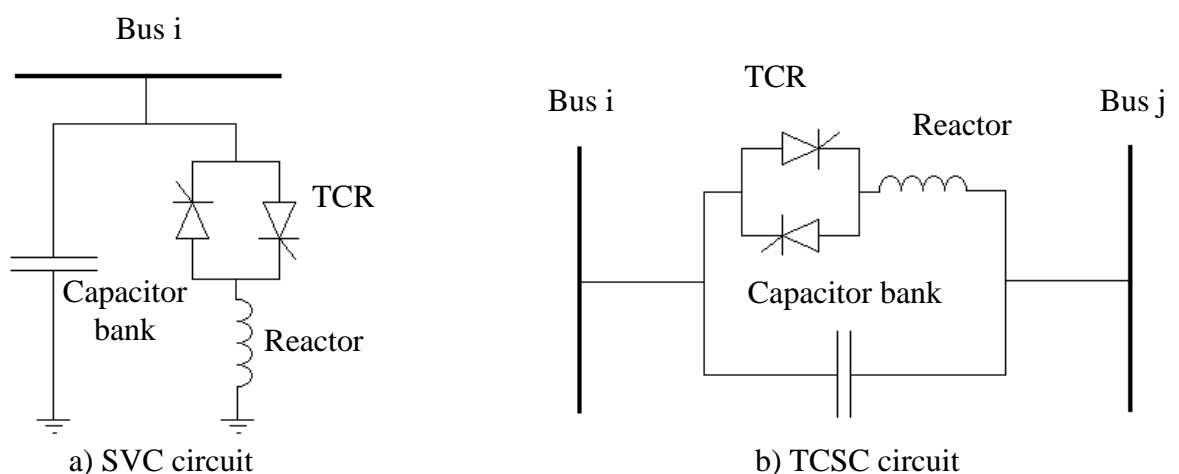 Bus i
TCR
Capacitor
bank
Reactor
a) SVC circuit
Bus i
TCR
Reactor
Bus j
Capacitor bank
b) TCSC circuit